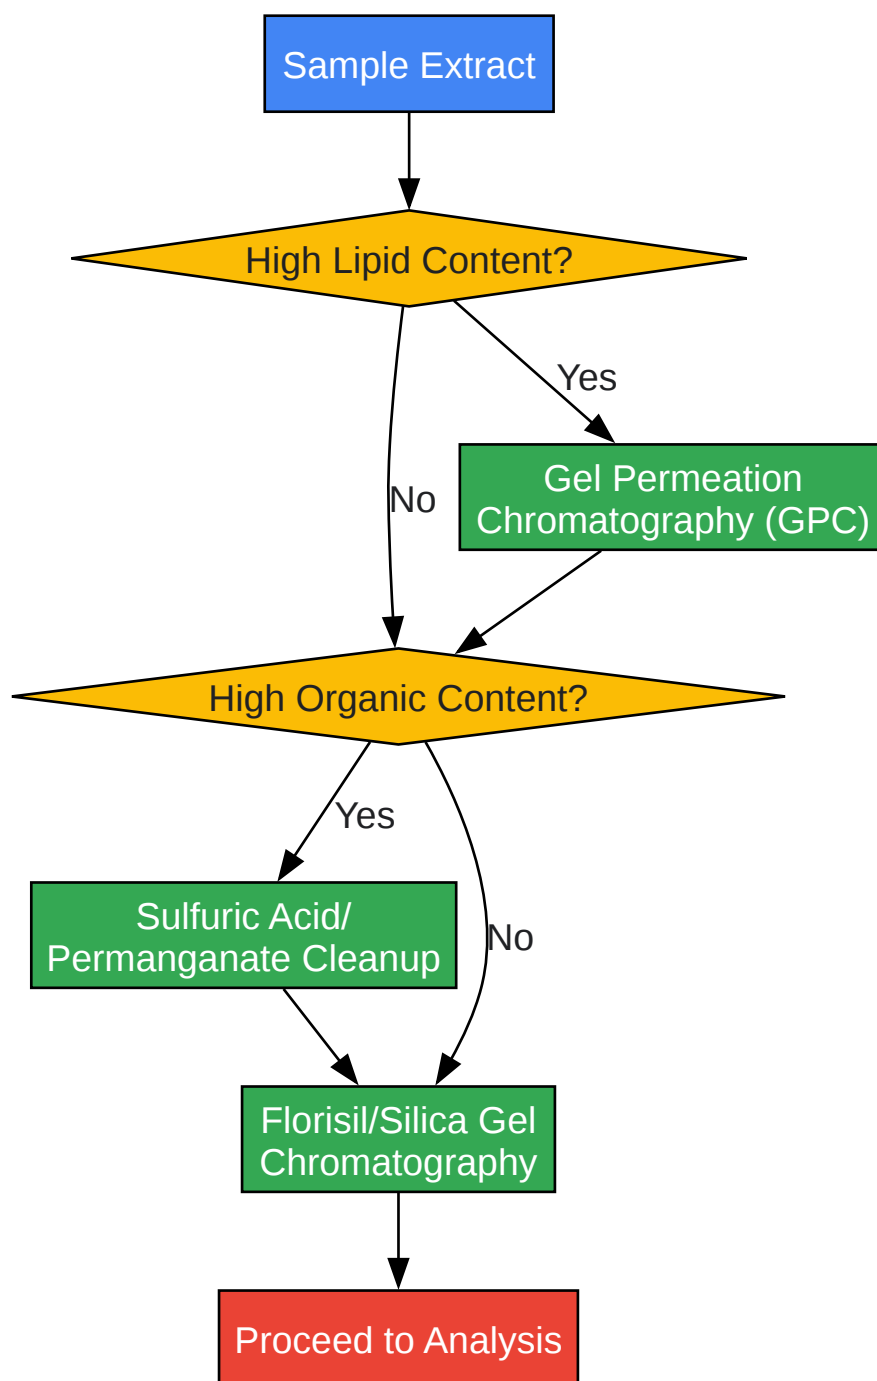 Sample Extract
High Lipid Content?
Yes
Gel Permeation
Chromatography (GPC)
No
High Organic Content?
Yes
Sulfuric Acid/
Permanganate Cleanup
No
Florisil/Silica Gel
Chromatography
Proceed to Analysis